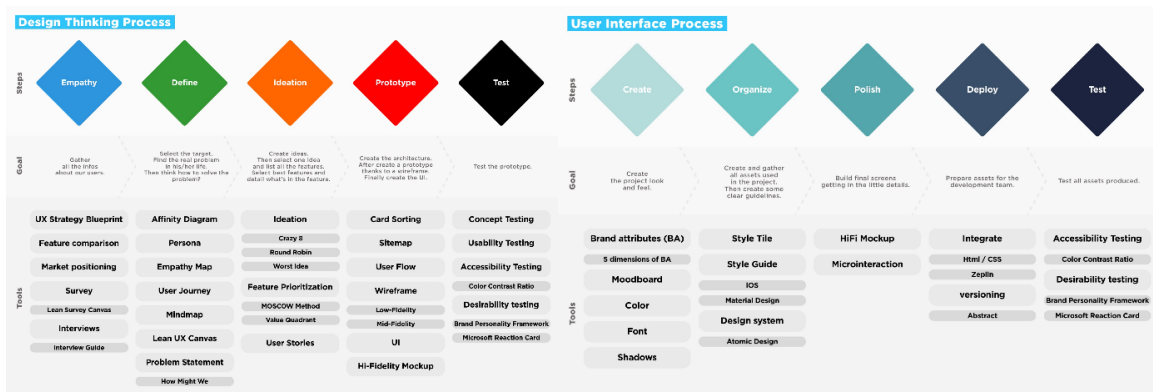 Design Thinking Process
Steps
Empathy
Define
Ideation
Prototype
Test
Goal
Gather
all the infos
about our users.
Select the target.
Find the real problem
in his/her life.
Then think how to solve the
problem?
Create ideas.
Then select one idea
and list all the features.
Select best features and
detail what's in the feature.
Create the architecture.
After create a prototype
thanks to a wireframe.
Finally create the UI.
Test the prototype.
Tools
UX Strategy Blueprint
Feature comparison
Market positioning
Survey
Lean Survey Canvas
Interviews
Interview Guide
Affinity Diagram
Persona
Empathy Map
User Journey
Mindmap
Lean UX Canvas
Problem Statement
How Might We
Ideation
Crazy 8
Round Robin
Worst Idea
Feature Prioritization
MOSCOW Method
Value Quadrant
User Stories
Card Sorting
Sitemap
User Flow
Wireframe
Low-Fidelity
Mid-Fidelity
UI
Hi-Fidelity Mockup
Concept Testing
Usability Testing
Accessibility Testing
Color Contrast Ratio
Desirability testing
Brand Personality Framework
Microsoft Reaction Card
User Interface Process
Steps
Create
Organize
Polish
Deploy
Test
Goal
Create
the project look
and feel.
Create and gather
all assets used
in the project.
Then create some
clear guidelines.
Build final screens
getting in the little details.
Prepare assets for the
development team.
Test all assets produced.
Tools
Brand attributes (BA)
5 dimensions of BA
Moodboard
Color
Font
Shadows
Style Tile
Style Guide
iOS
Material Design
Design system
Atomic Design
HiFi Mockup
Microinteraction
Integrate
Html / CSS
Zeplin
versioning
Abstract
Accessibility Testing
Color Contrast Ratio
Desirability testing
Brand Personality Framework
Microsoft Reaction Card